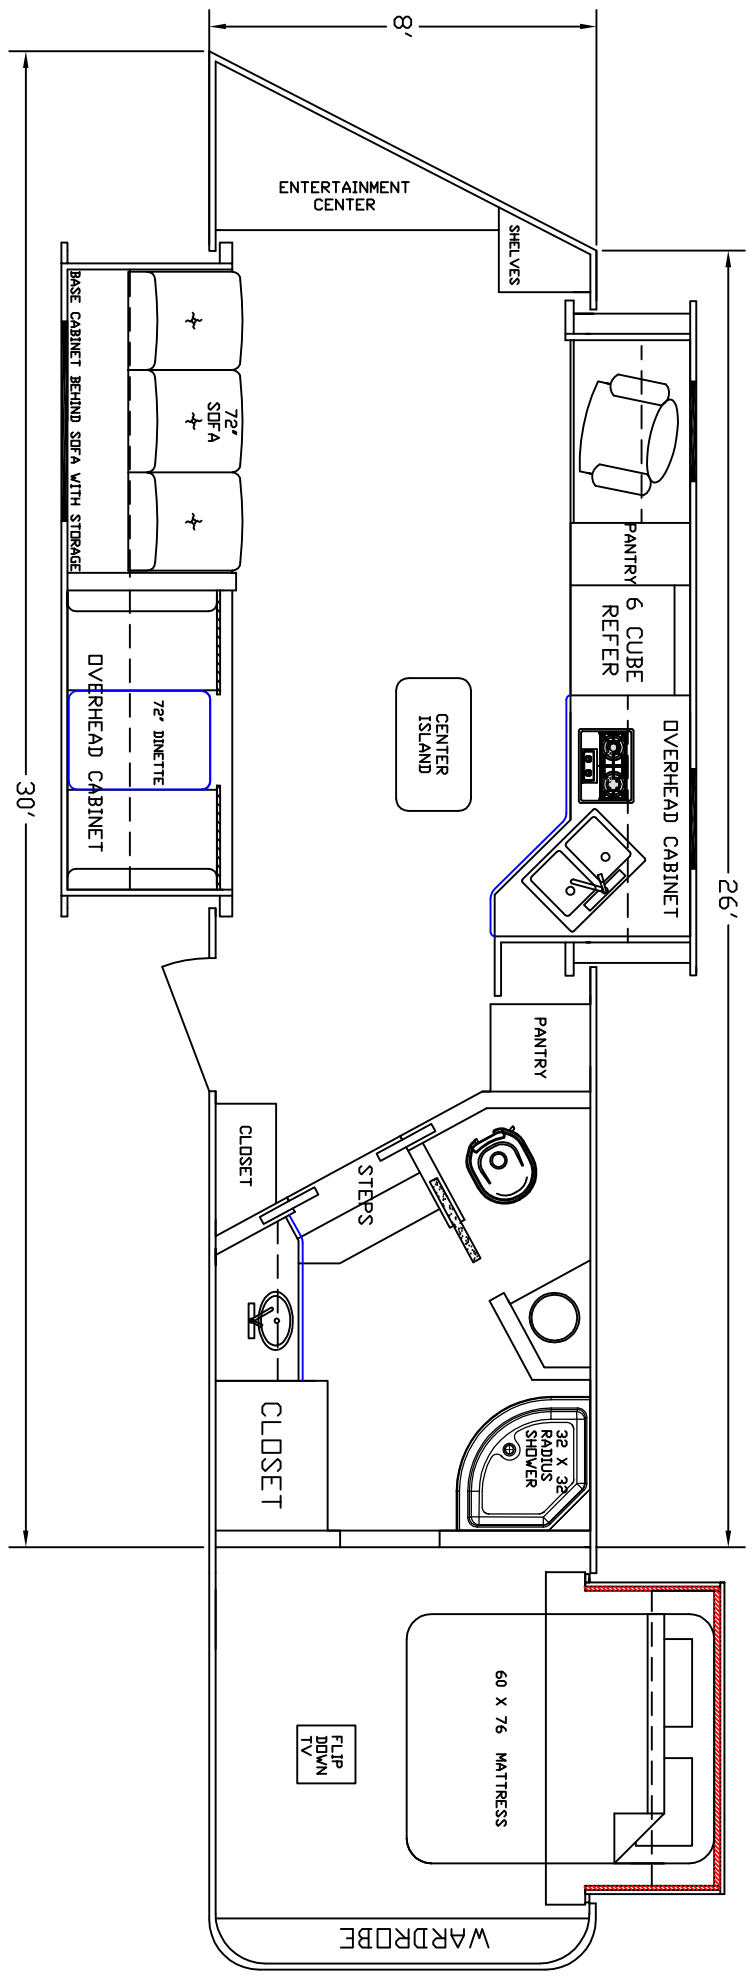 8'
ENTERTAINMENT
CENTER
SHELVES
BASE CABINET BEHIND SOFA WITH STORAGE
72"
SOFA
PANTRY
6 CUBE
REFER
OVERHEAD CABINET
72" DINETTE
CENTER
ISLAND
OVERHEAD CABINET
30'
26'
PANTRY
CLOSET
STEPS
CLOSET
32 X 32
RADIUS
SHOWER
60 X 76 MATTRESS
FLIP
DOWN
TV
WARDROBE